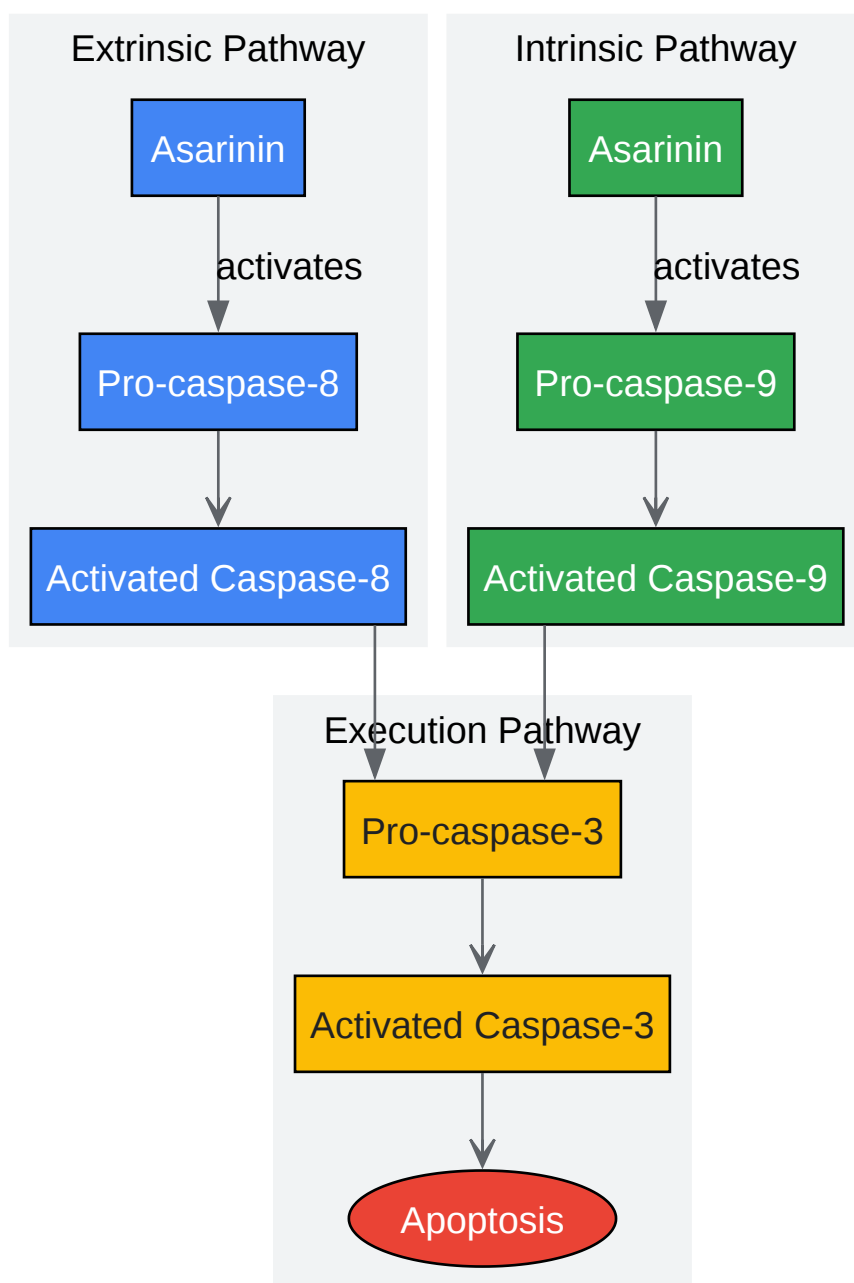 Extrinsic Pathway
Asarinin
activates
Pro-caspase-8
Activated Caspase-8
Intrinsic Pathway
Asarinin
activates
Pro-caspase-9
Activated Caspase-9
Execution Pathway
Pro-caspase-3
Activated Caspase-3
Apoptosis